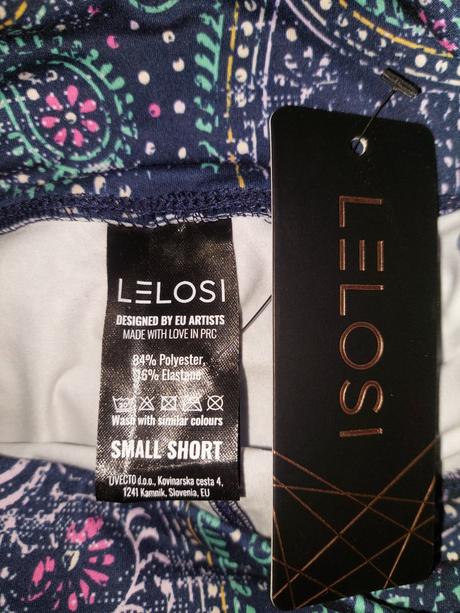 LELOSI
DESIGNED BY EU ARTISTS
MADE WITH LOVE IN PRC
84% Polyester,
16% Elastane
Wash with similar colours
SMALL SHORT
UVECTO d.o.o., Kovinarska cesta 4,
1241 Kamnik, Slovenia, EU
LELOSI